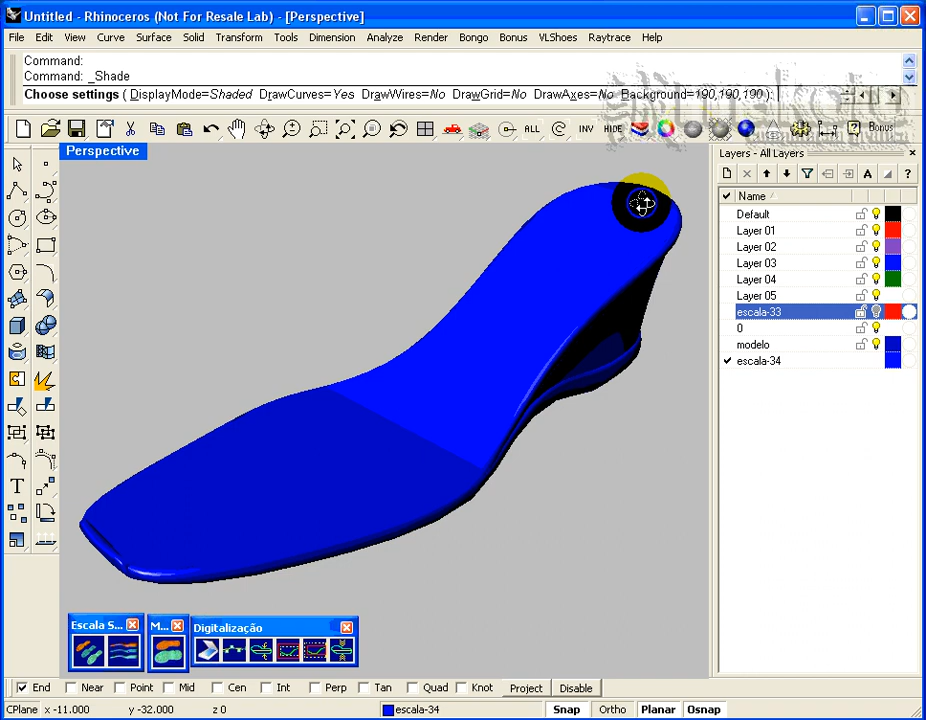 Untitled - Rhinoceros (Not For Resale Lab) - [Perspective]
File Edit View Curve Surface Solid Transform Tools Dimension Analyze Render Bongo Bonus VLShoes Raytrace Help
Command:
Command: _Shade
Choose settings ( DisplayMode=Shaded DrawCurves=Yes DrawWires=No DrawGrid=No DrawAxes=No Background=190,190,190 ):
ALL INV HIDE Bonus
Perspective
Layers - All Layers
Name
Default
Layer 01
Layer 02
Layer 03
Layer 04
Layer 05
escala-33
0
modelo
escala-34
Escala S... M... Digitalização
End Near Point Mid Cen Int Perp Tan Quad Knot Project Disable
CPlane x -11.000 y -32.000 z 0 escala-34 Snap Ortho Planar Osnap